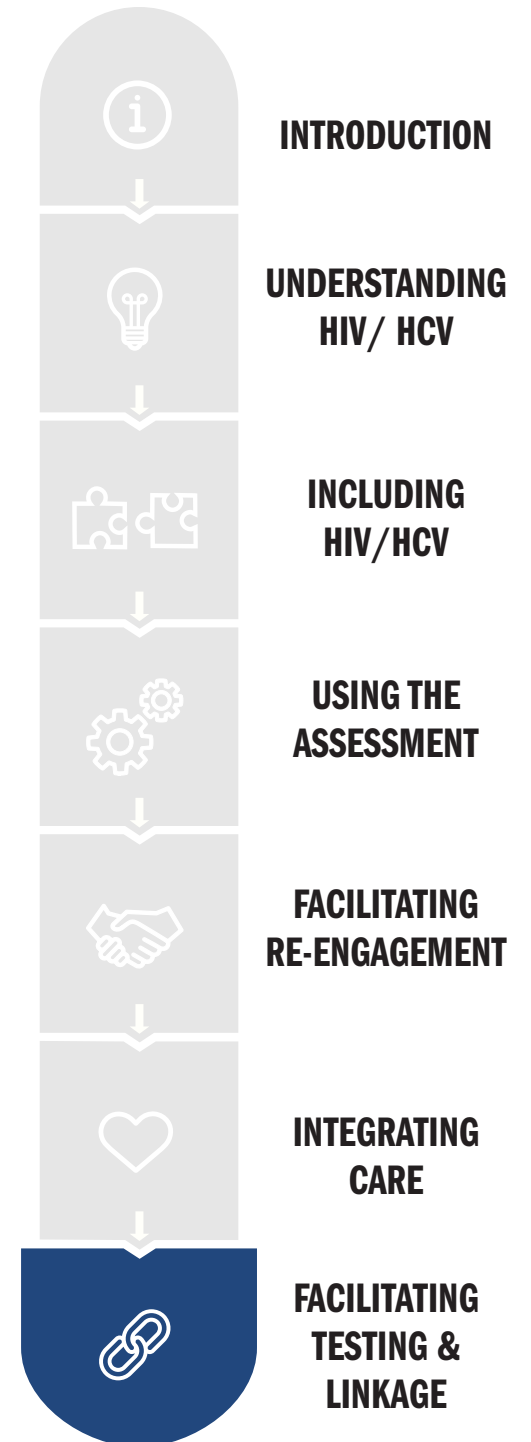 INTRODUCTION
UNDERSTANDING
HIV/ HCV
INCLUDING
HIV/HCV
USING THE
ASSESSMENT
FACILITATING
RE-ENGAGEMENT
INTEGRATING
CARE
FACILITATING
TESTING &
LINKAGE